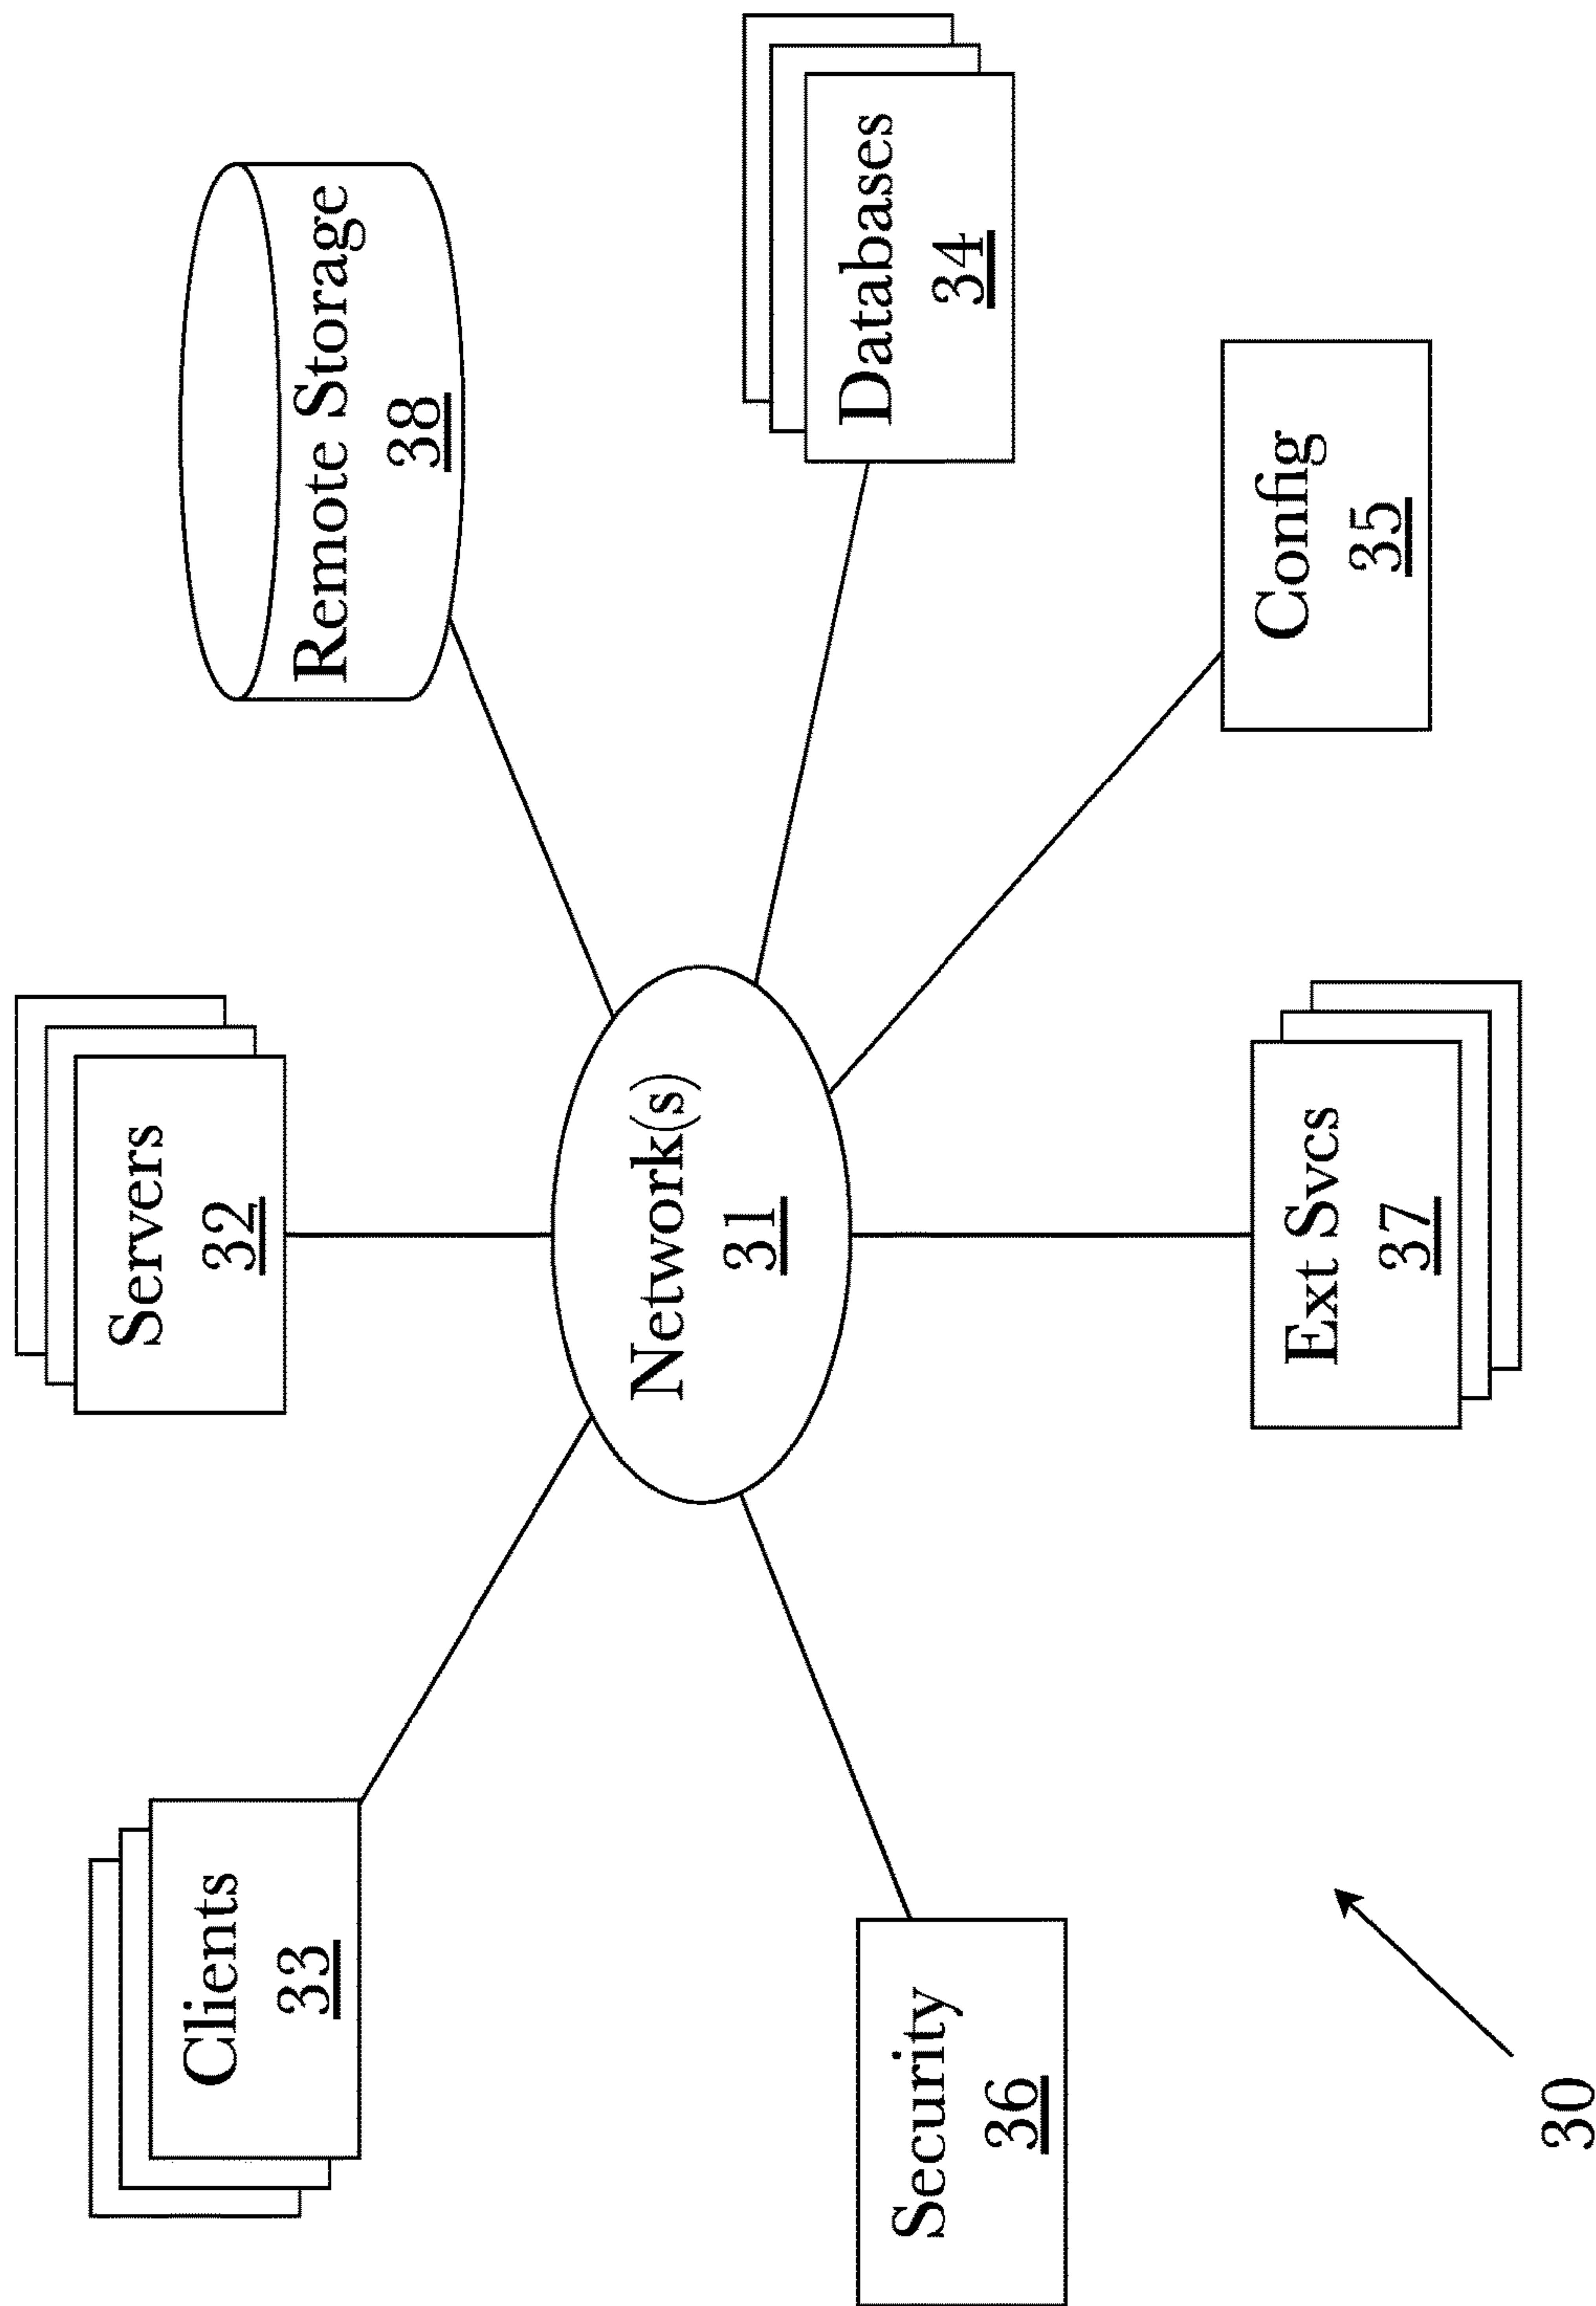 Clients
33
Servers
32
Remote Storage
38
Network(s)
31
Databases
34
Security
36
Ext Svcs
37
Config
35
30